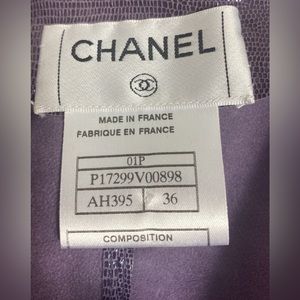 CHANEL
MADE IN FRANCE
FABRIQUE EN FRANCE
01P
P17299V00898
AH395 36
COMPOSITION